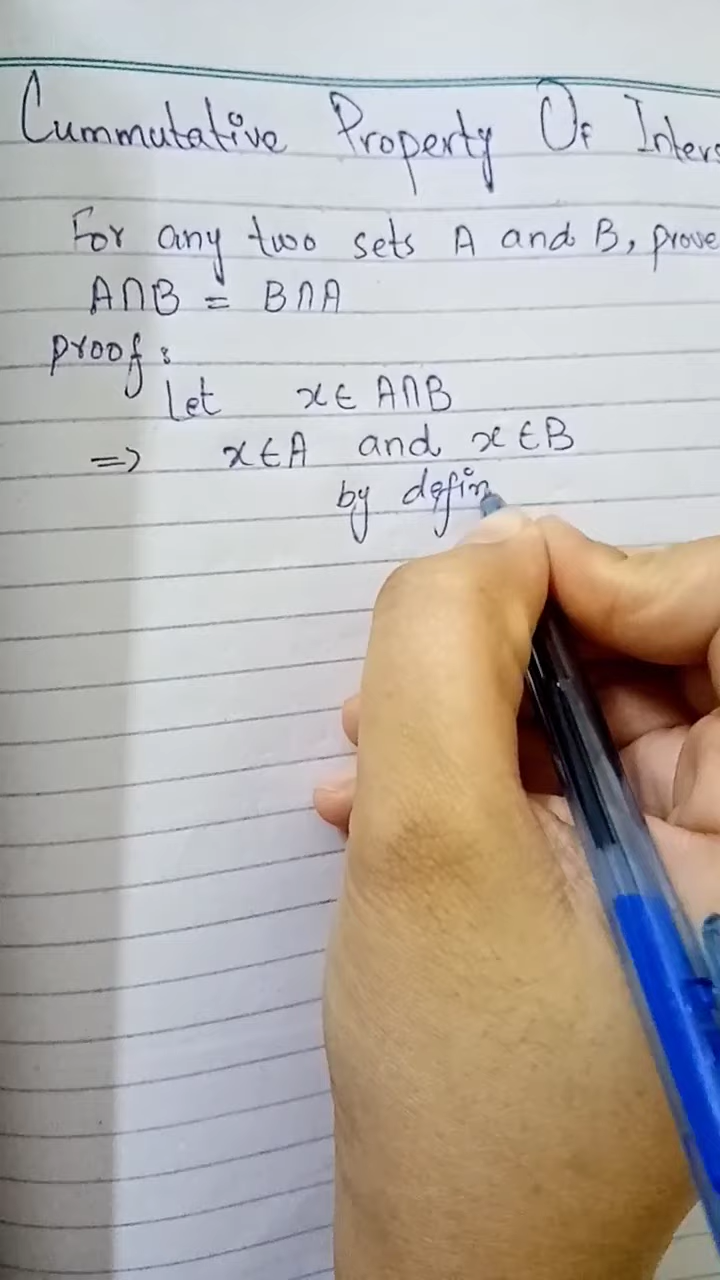 Cummutative Property Of Inters
For any two sets A and B, prove
A∩B = B∩A
proof:
Let x∈A∩B
=> x∈A and x∈B
by defin